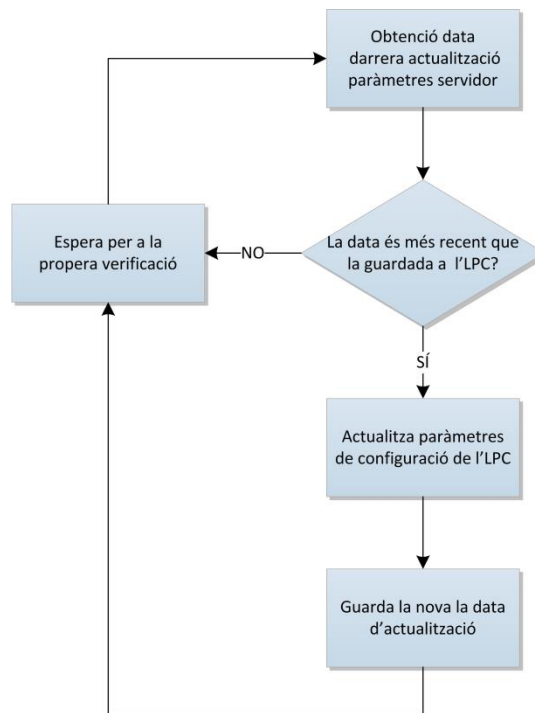 Obtenció data
darrera actualització
paràmetres servidor
La data és més recent que
la guardada a l'LPC?
NO
Espera per a la
propera verificació
SÍ
Actualitza paràmetres
de configuració de l'LPC
Guarda la nova la data
d'actualització